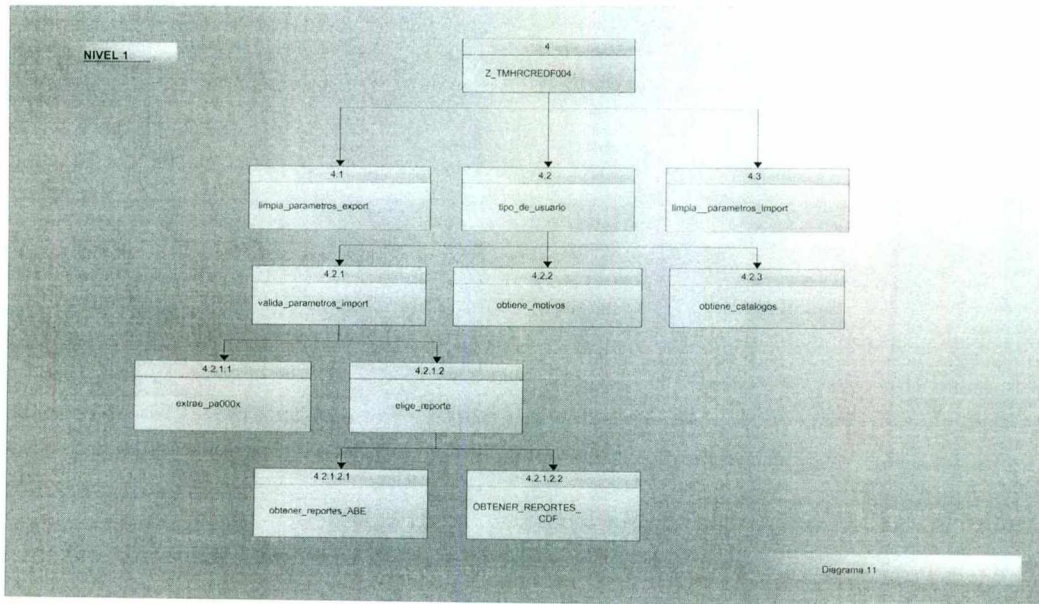 NIVEL 1
4
Z_TMHRCREDF004
4.1
limpia_parametros_export
4.2
tipo_de_usuario
4.3
limpia__parametros_import
4.2.1
valida_parametros_import
4.2.2
obtiene_motivos
4.2.3
obtiene_catalogos
4.2.1.1
extrae_pa000x
4.2.1.2
elige_reporte
4.2.1.2.1
obtener_reportes_ABE
4.2.1.2.2
OBTENER_REPORTES_
CDF
Diagrama 11